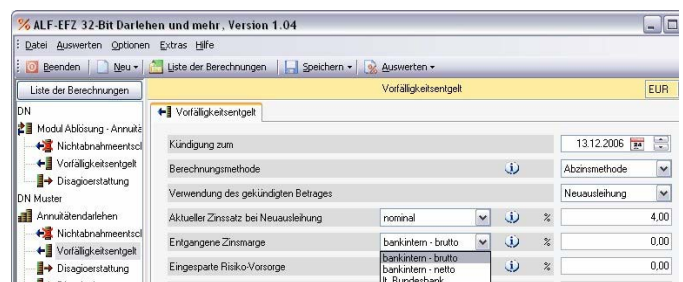 ALF-EFZ 32-Bit Darlehen und mehr, Version 1.04
Datei Auswerten Optionen Extras Hilfe
Beenden Neu Liste der Berechnungen Speichern Auswerten
Liste der Berechnungen
Vorfälligkeitsentgelt EUR
DN
Modul Ablösung - Annuitä
Nichtabnahmeentscl
Vorfälligkeitsentgelt
Disagioerstattung
DN Muster
Annuitätendarlehen
Nichtabnahmeentscl
Vorfälligkeitsentgelt
Disagioerstattung
Vorfälligkeitsentgelt
Kündigung zum 13.12.2006
Berechnungsmethode Abzinsmethode
Verwendung des gekündigten Betrages Neuausleihung
Aktueller Zinssatz bei Neuausleihung nominal % 4,00
Entgangene Zinsmarge bankintern - brutto % 0,00
bankintern - brutto
Eingesparte Risiko-Vorsorge bankintern - netto % 0,00
lt. Bundesbank